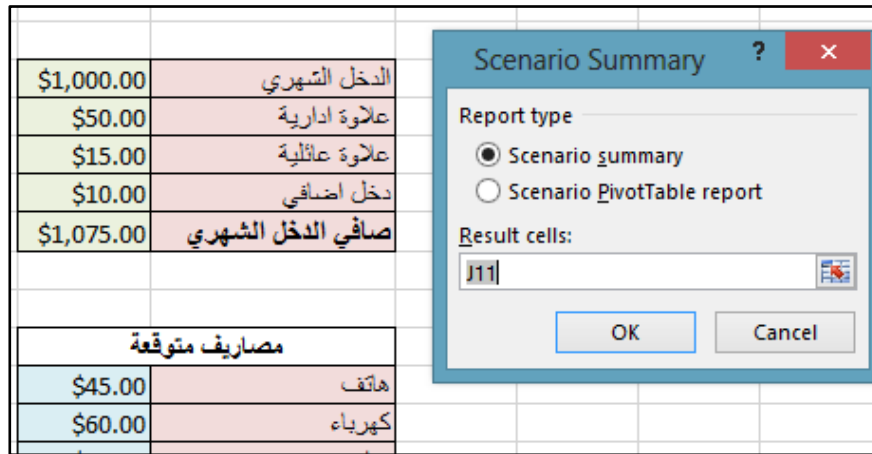 الدخل الشهري $1,000.00
علاوة ادارية $50.00
علاوة عائلية $15.00
دخل اضافي $10.00
صافي الدخل الشهري $1,075.00
مصاريف متوقعة
هاتف $45.00
كهرباء $60.00
Scenario Summary ? ×
Report type
Scenario summary
Scenario PivotTable report
Result cells:
J11
OK Cancel